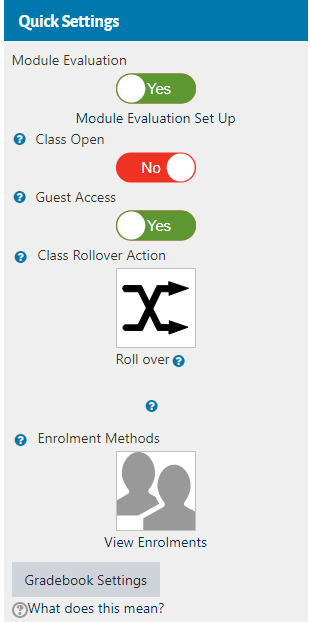 Quick Settings
Module Evaluation
Yes
Module Evaluation Set Up
? Class Open
No
? Guest Access
Yes
? Class Rollover Action
Roll over ?
?
? Enrolment Methods
View Enrolments
Gradebook Settings
? What does this mean?